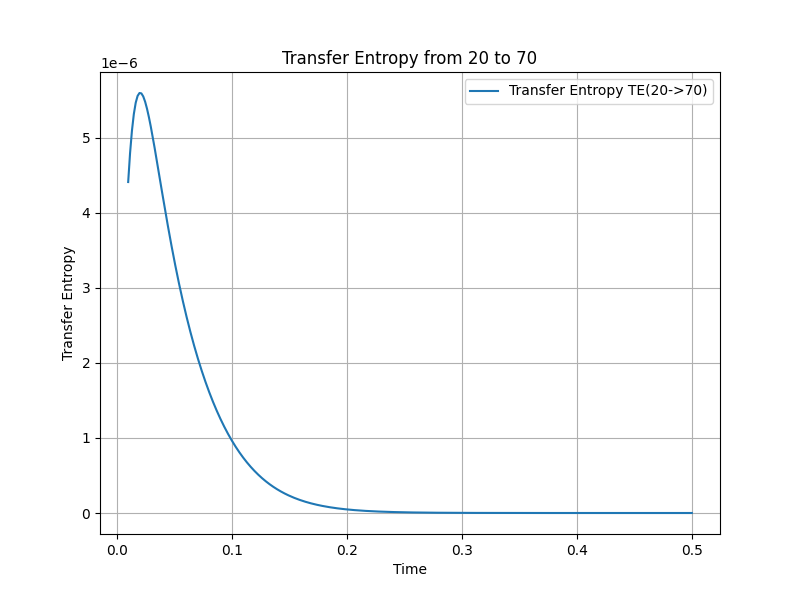 Transfer Entropy from 20 to 70
1e−6
Transfer Entropy TE(20->70)
5
4
3
2
1
0
Transfer Entropy
0.0 0.1 0.2 0.3 0.4 0.5
Time